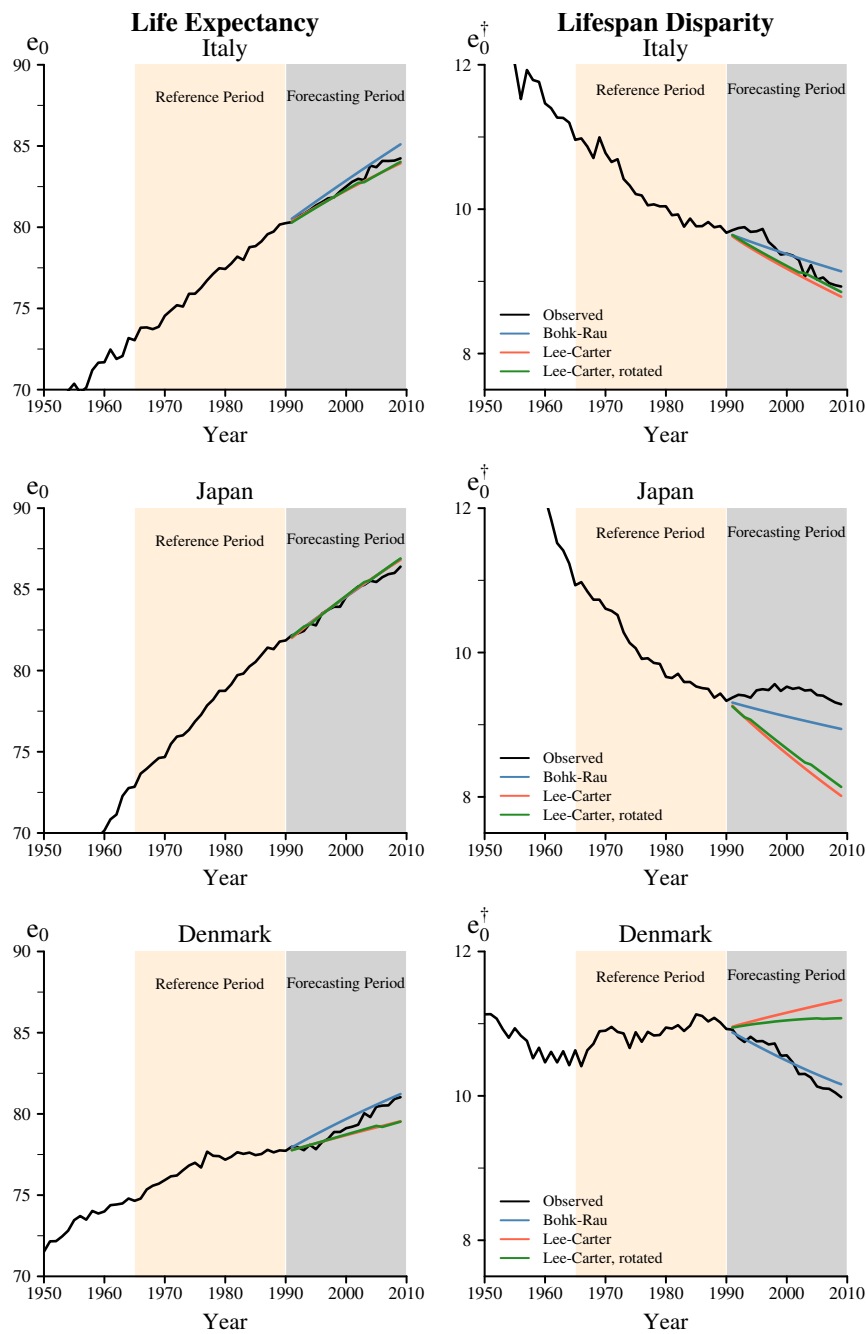 Life Expectancy
Lifespan Disparity
e0
Italy
90
85
80
75
70
Reference Period
Forecasting Period
1950 1960 1970 1980 1990 2000 2010
Year
e0†
Italy
12
10
8
Reference Period
Forecasting Period
Observed
Bohk-Rau
Lee-Carter
Lee-Carter, rotated
1950 1960 1970 1980 1990 2000 2010
Year
e0
Japan
90
85
80
75
70
Reference Period
Forecasting Period
1950 1960 1970 1980 1990 2000 2010
Year
e0†
Japan
12
10
8
Reference Period
Forecasting Period
Observed
Bohk-Rau
Lee-Carter
Lee-Carter, rotated
1950 1960 1970 1980 1990 2000 2010
Year
e0
Denmark
90
85
80
75
70
Reference Period
Forecasting Period
1950 1960 1970 1980 1990 2000 2010
Year
e0†
Denmark
12
10
8
Reference Period
Forecasting Period
Observed
Bohk-Rau
Lee-Carter
Lee-Carter, rotated
1950 1960 1970 1980 1990 2000 2010
Year